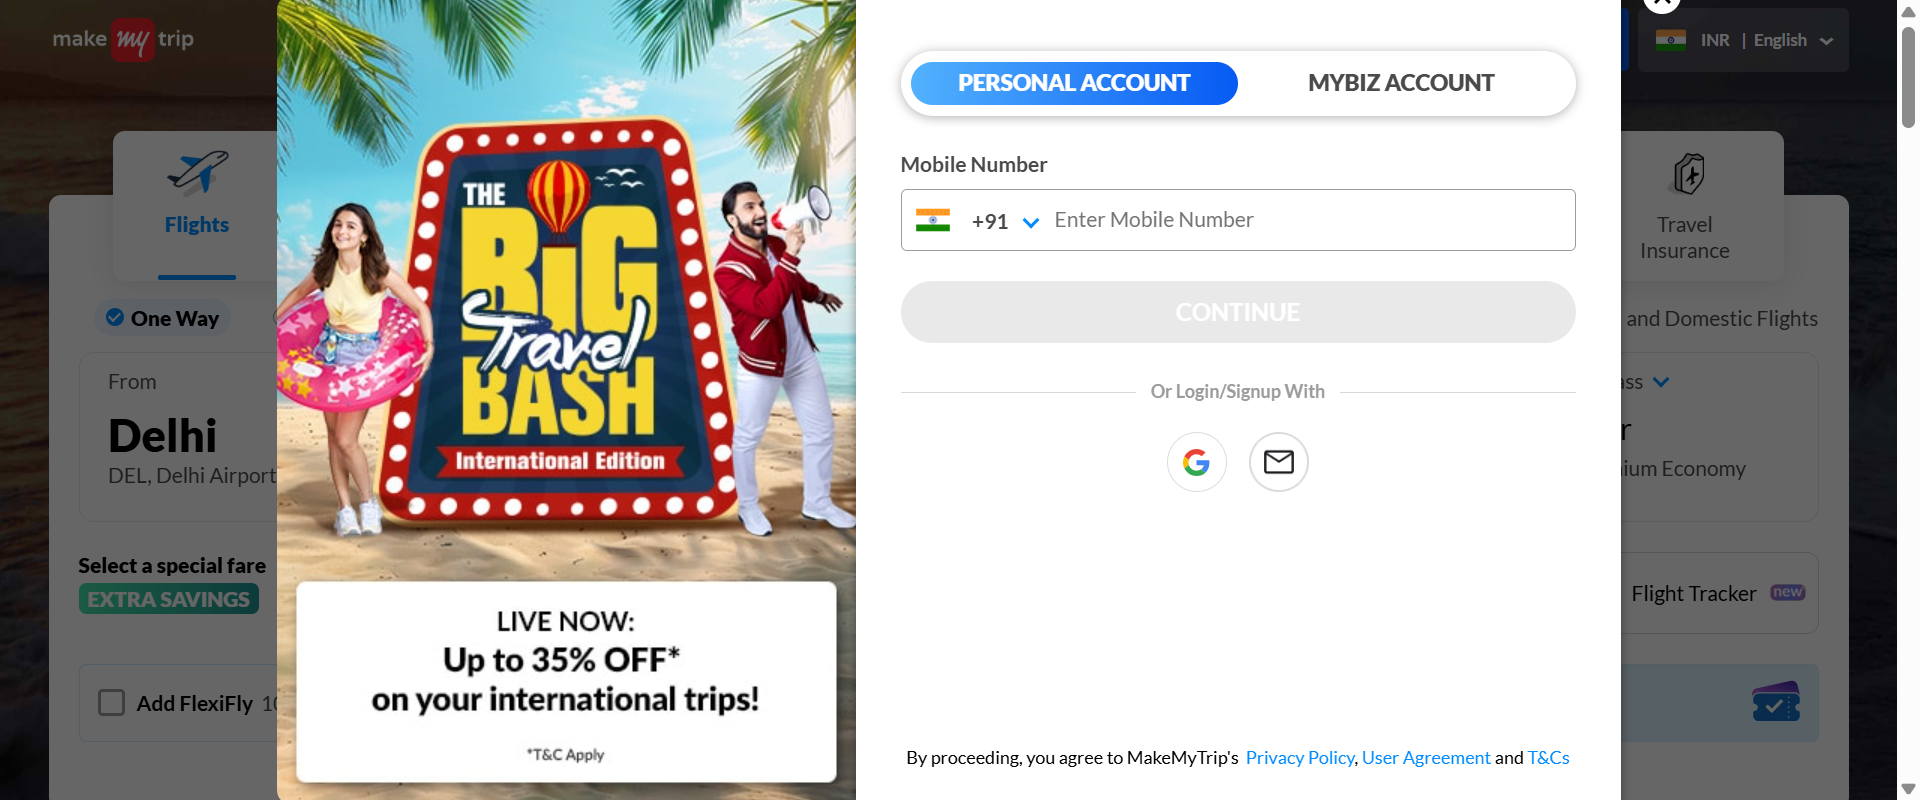 make my trip
INR | English
PERSONAL ACCOUNT
MYBIZ ACCOUNT
Mobile Number
+91
Enter Mobile Number
CONTINUE
Or Login/Signup With
By proceeding, you agree to MakeMyTrip's Privacy Policy, User Agreement and T&Cs
THE
BIG
Travel
BASH
International Edition
LIVE NOW:
Up to 35% OFF*
on your international trips!
*T&C Apply
Flights
Travel
Insurance
One Way
and Domestic Flights
From
Delhi
DEL, Delhi Airport
Economy
Select a special fare
EXTRA SAVINGS
Flight Tracker
new
Add FlexiFly